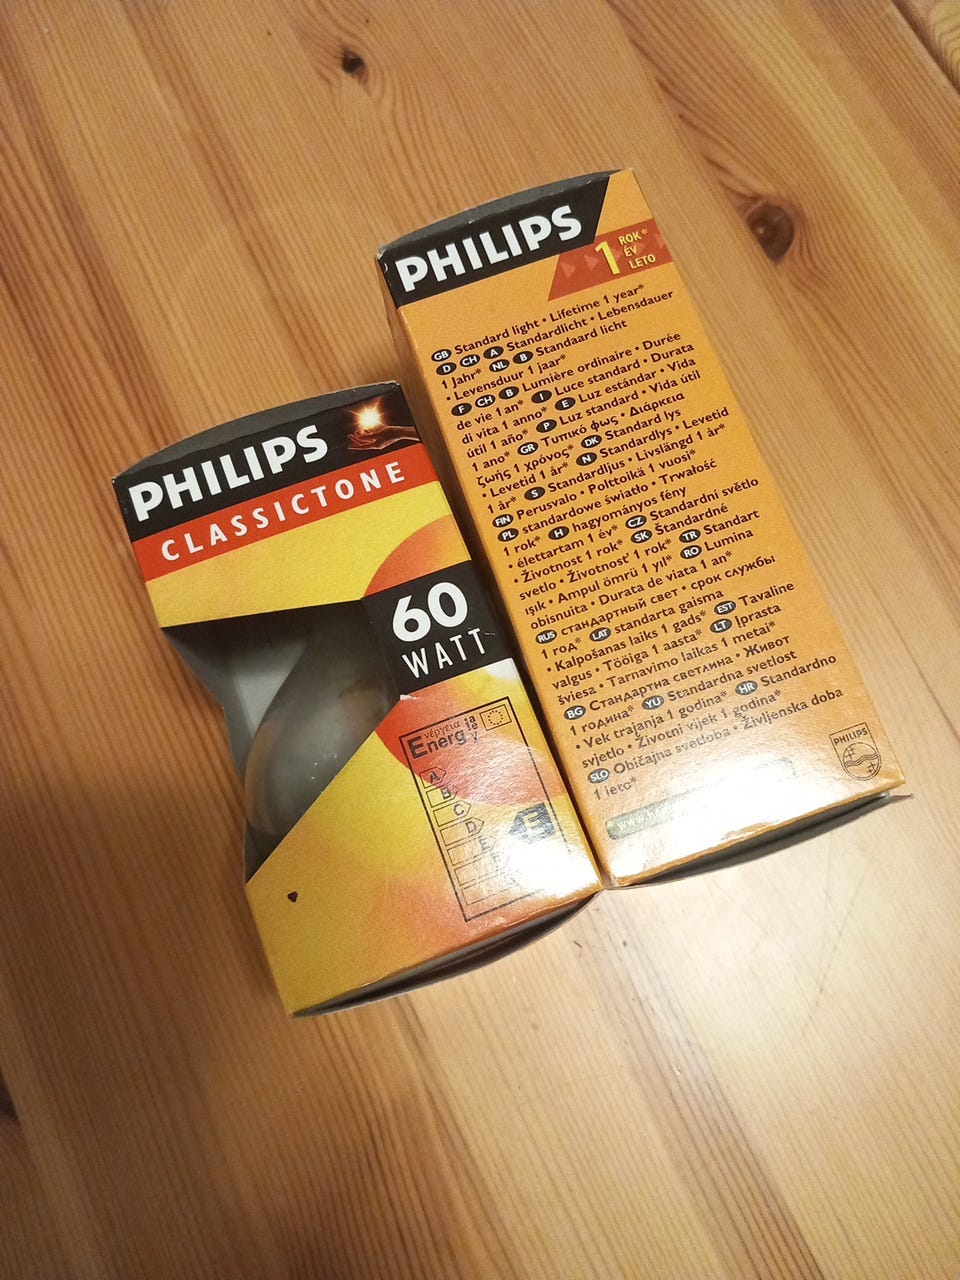 PHILIPS
CLASSICTONE
60
WATT
Energ
ενέργεια
A
B
C
D
E
E
PHILIPS
1 ROK*
ÉV
LETO
GB Standard light • Lifetime 1 year*
D CH A Standardlicht • Lebensdauer
1 Jahr* NL B Standaard licht
• Levensduur 1 jaar*
F CH B Lumière ordinaire • Durée
de vie 1 an* I Luce standard • Durata
di vita 1 anno* E Luz estándar • Vida
útil 1 año* P Luz standard • Vida útil
1 ano* GR Τυπικό φως • Διάρκεια
ζωής 1 χρόνος* DK Standard lys
• Levetid 1 år* N Standardlys • Levetid
1 år* S Standardljus • Livslängd 1 år*
FIN Perusvalo • Polttoikä 1 vuosi*
PL standardowe światło • Trwałość
1 rok* H hagyományos fény
• élettartam 1 év* CZ Standardní světlo
• Životnost 1 rok* SK Štandardné
svetlo • Životnosť 1 rok* TR Standart
ışık • Ampul ömrü 1 yıl* RO Lumina
obisnuita • Durata de viata 1 an*
RUS стандартный свет • срок службы
1 год* LAT standarta gaisma
• Kalpošanas laiks 1 gads* EST Tavaline
valgus • Tööiga 1 aasta* LT Įprasta
šviesa • Tarnavimo laikas 1 metai*
BG Стандартна светлина • Живот
1 година* YU Standardna svetlost
• Vek trajanja 1 godina* HR Standardno
svjetlo • Životni vijek 1 godina*
SLO Običajna svetloba • Življenska doba
1 leto*
PHILIPS